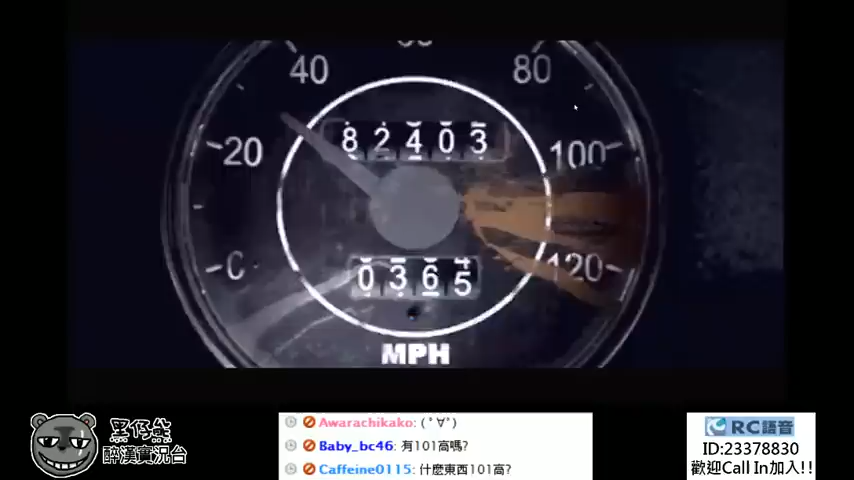 40
80
20
82403
100
0
0365
120
MPH
黑仔熊
醉漢實況台
Awarachikako: (ﾟ∀ﾟ)
Baby_bc46: 有101高嗎?
Caffeine0115: 什麼東西101高?
RC語音
ID:23378830
歡迎Call In加入!!